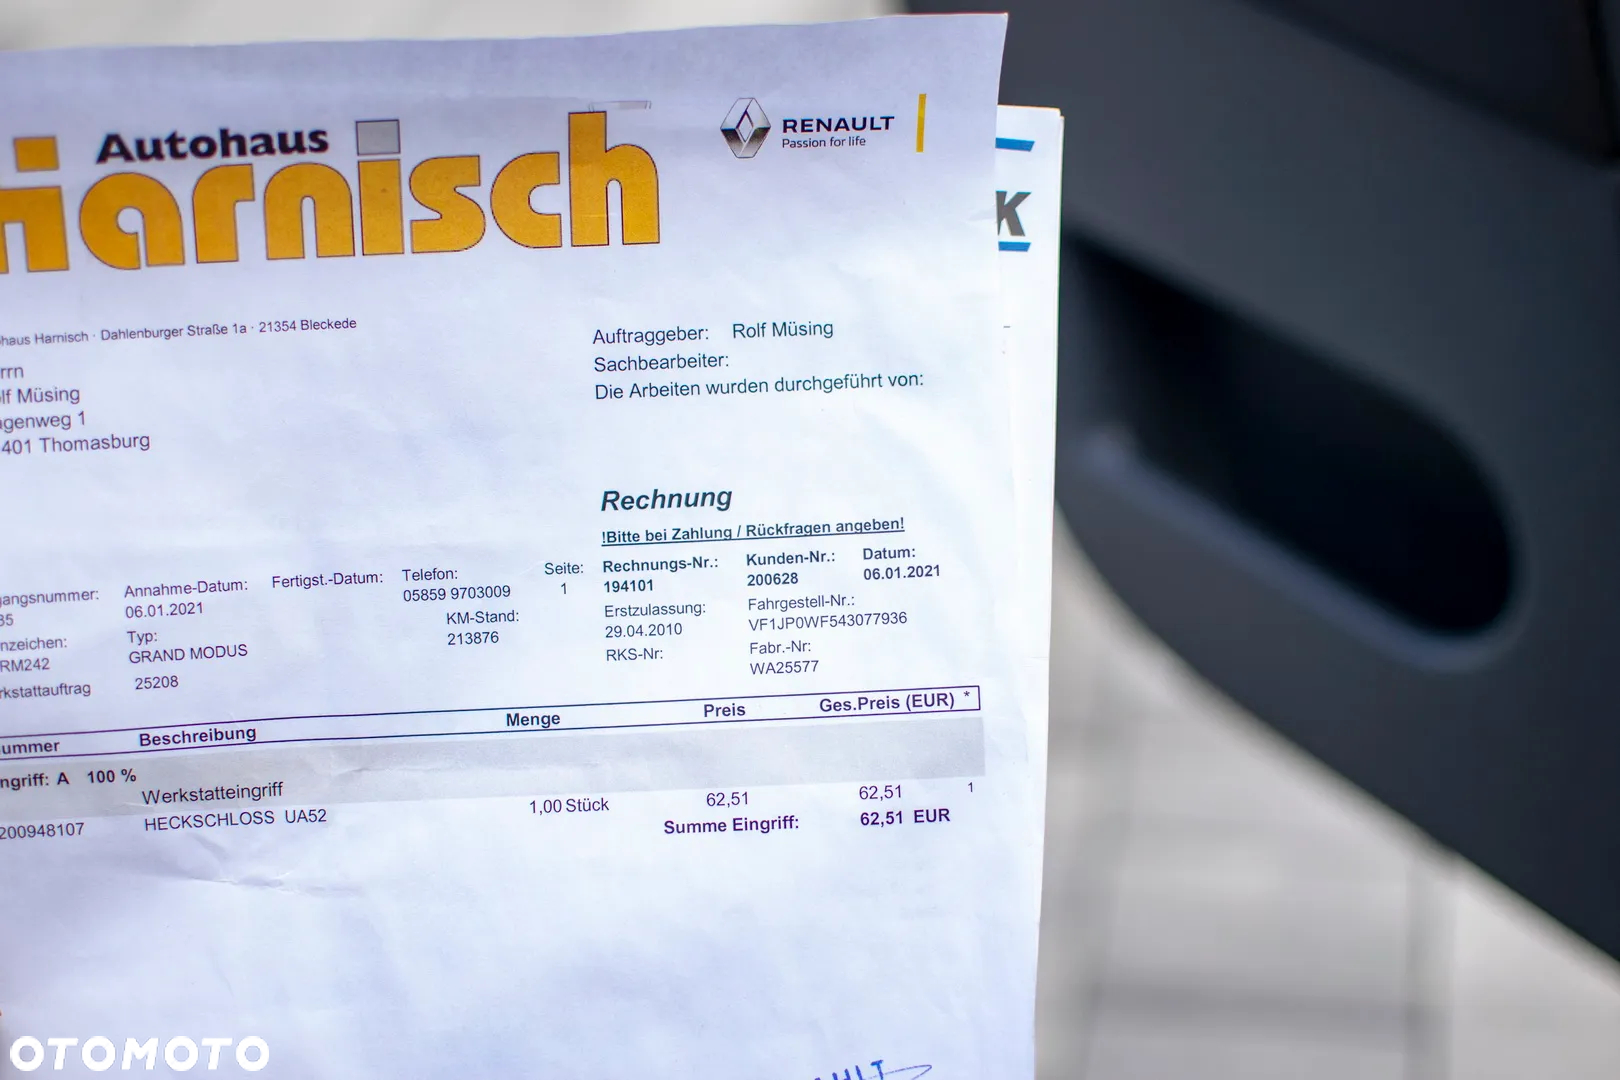 Autohaus
Harnisch
RENAULT
Passion for life
K
haus Harnisch · Dahlenburger Straße 1a · 21354 Bleckede
rrn
lf Müsing
genweg 1
401 Thomasburg
Auftraggeber: Rolf Müsing
Sachbearbeiter:
Die Arbeiten wurden durchgeführt von:
Rechnung
!Bitte bei Zahlung / Rückfragen angeben!
gangsnummer: Annahme-Datum: Fertigst.-Datum: Telefon: Seite: Rechnungs-Nr.: Kunden-Nr.: Datum:
35 06.01.2021 05859 9703009 1 194101 200628 06.01.2021
nzeichen: Typ: KM-Stand: Erstzulassung: Fahrgestell-Nr.:
RM242 GRAND MODUS 213876 29.04.2010 VF1JP0WF543077936
rkstattauftrag 25208 RKS-Nr: Fabr.-Nr:
WA25577
ummer Beschreibung Menge Preis Ges.Preis (EUR) *
ngriff: A 100 %
Werkstatteingriff
200948107 HECKSCHLOSS UA52 1,00 Stück 62,51 62,51 1
Summe Eingriff: 62,51 EUR
HLT
OTOMOTO